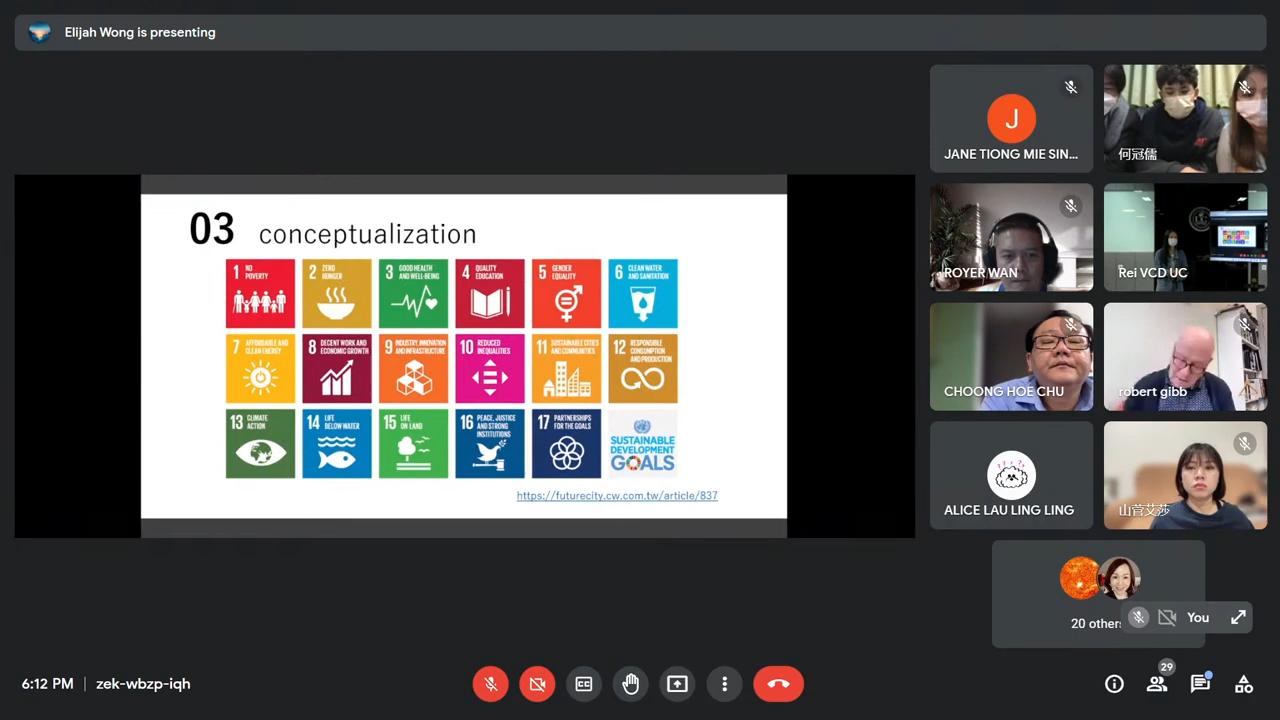 Elijah Wong is presenting
03 conceptualization
1 NO POVERTY
2 ZERO HUNGER
3 GOOD HEALTH AND WELL-BEING
4 QUALITY EDUCATION
5 GENDER EQUALITY
6 CLEAN WATER AND SANITATION
7 AFFORDABLE AND CLEAN ENERGY
8 DECENT WORK AND ECONOMIC GROWTH
9 INDUSTRY, INNOVATION AND INFRASTRUCTURE
10 REDUCED INEQUALITIES
11 SUSTAINABLE CITIES AND COMMUNITIES
12 RESPONSIBLE CONSUMPTION AND PRODUCTION
13 CLIMATE ACTION
14 LIFE BELOW WATER
15 LIFE ON LAND
16 PEACE, JUSTICE AND STRONG INSTITUTIONS
17 PARTNERSHIPS FOR THE GOALS
SUSTAINABLE
DEVELOPMENT
GOALS
https://futurecity.cw.com.tw/article/837
J
JANE TIONG MIE SIN...
何冠儒
ROYER WAN
Rei VCD UC
CHOONG HOE CHU
robert gibb
ALICE LAU LING LING
山菅艾莎
20 others
You
6:12 PM | zek-wbzp-iqh
29